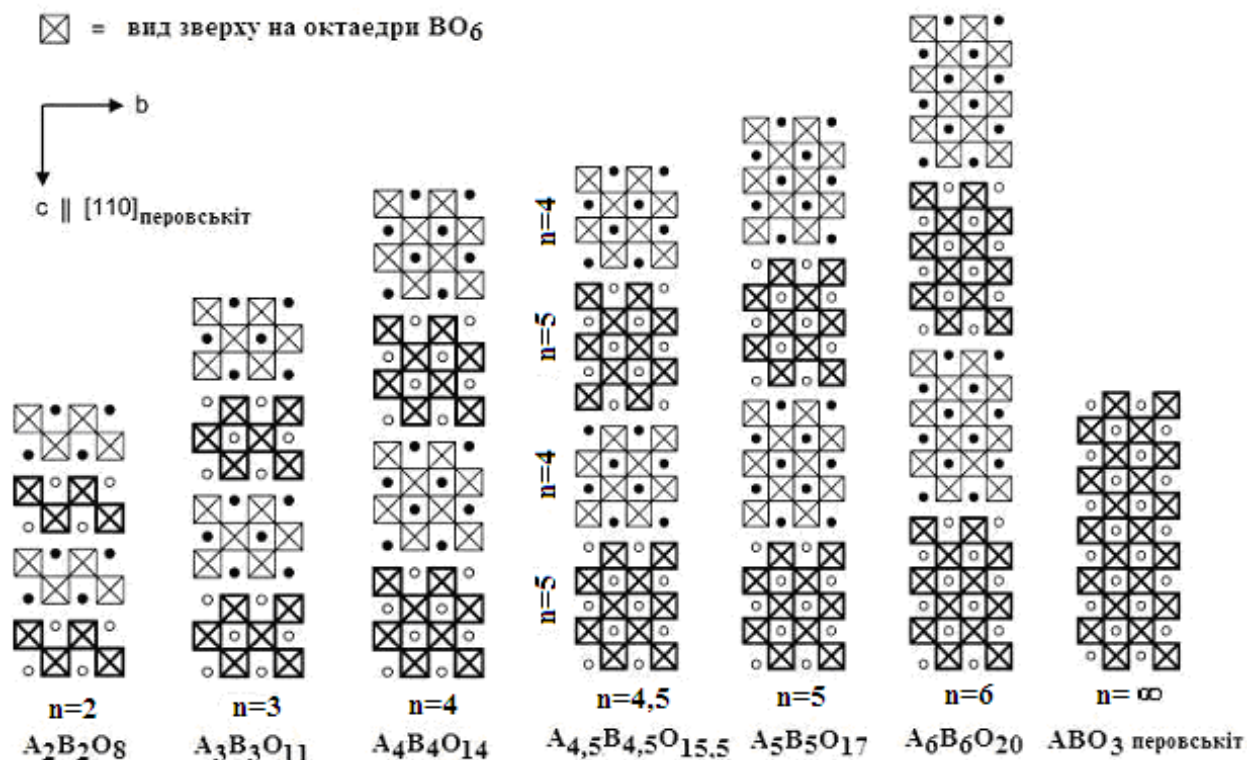 = вид зверху на октаедри BO6
b
c || [110]перовськіт
n=4
n=5
n=4
n=5
n=2
n=3
n=4
n=4,5
n=5
n=6
n= ∞
A2B2O8
A3B3O11
A4B4O14
A4,5B4,5O15,5
A5B5O17
A6B6O20
ABO3 перовськіт